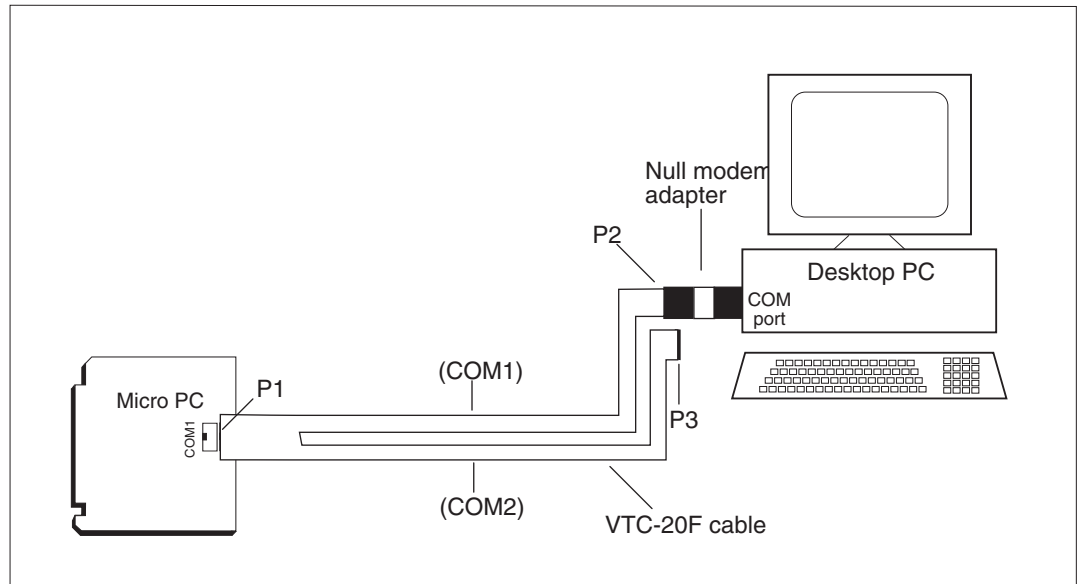 Null modem
adapter
P2
Desktop PC
COM
port
(COM1)
P1
Micro PC
COM1
P3
(COM2)
VTC-20F cable